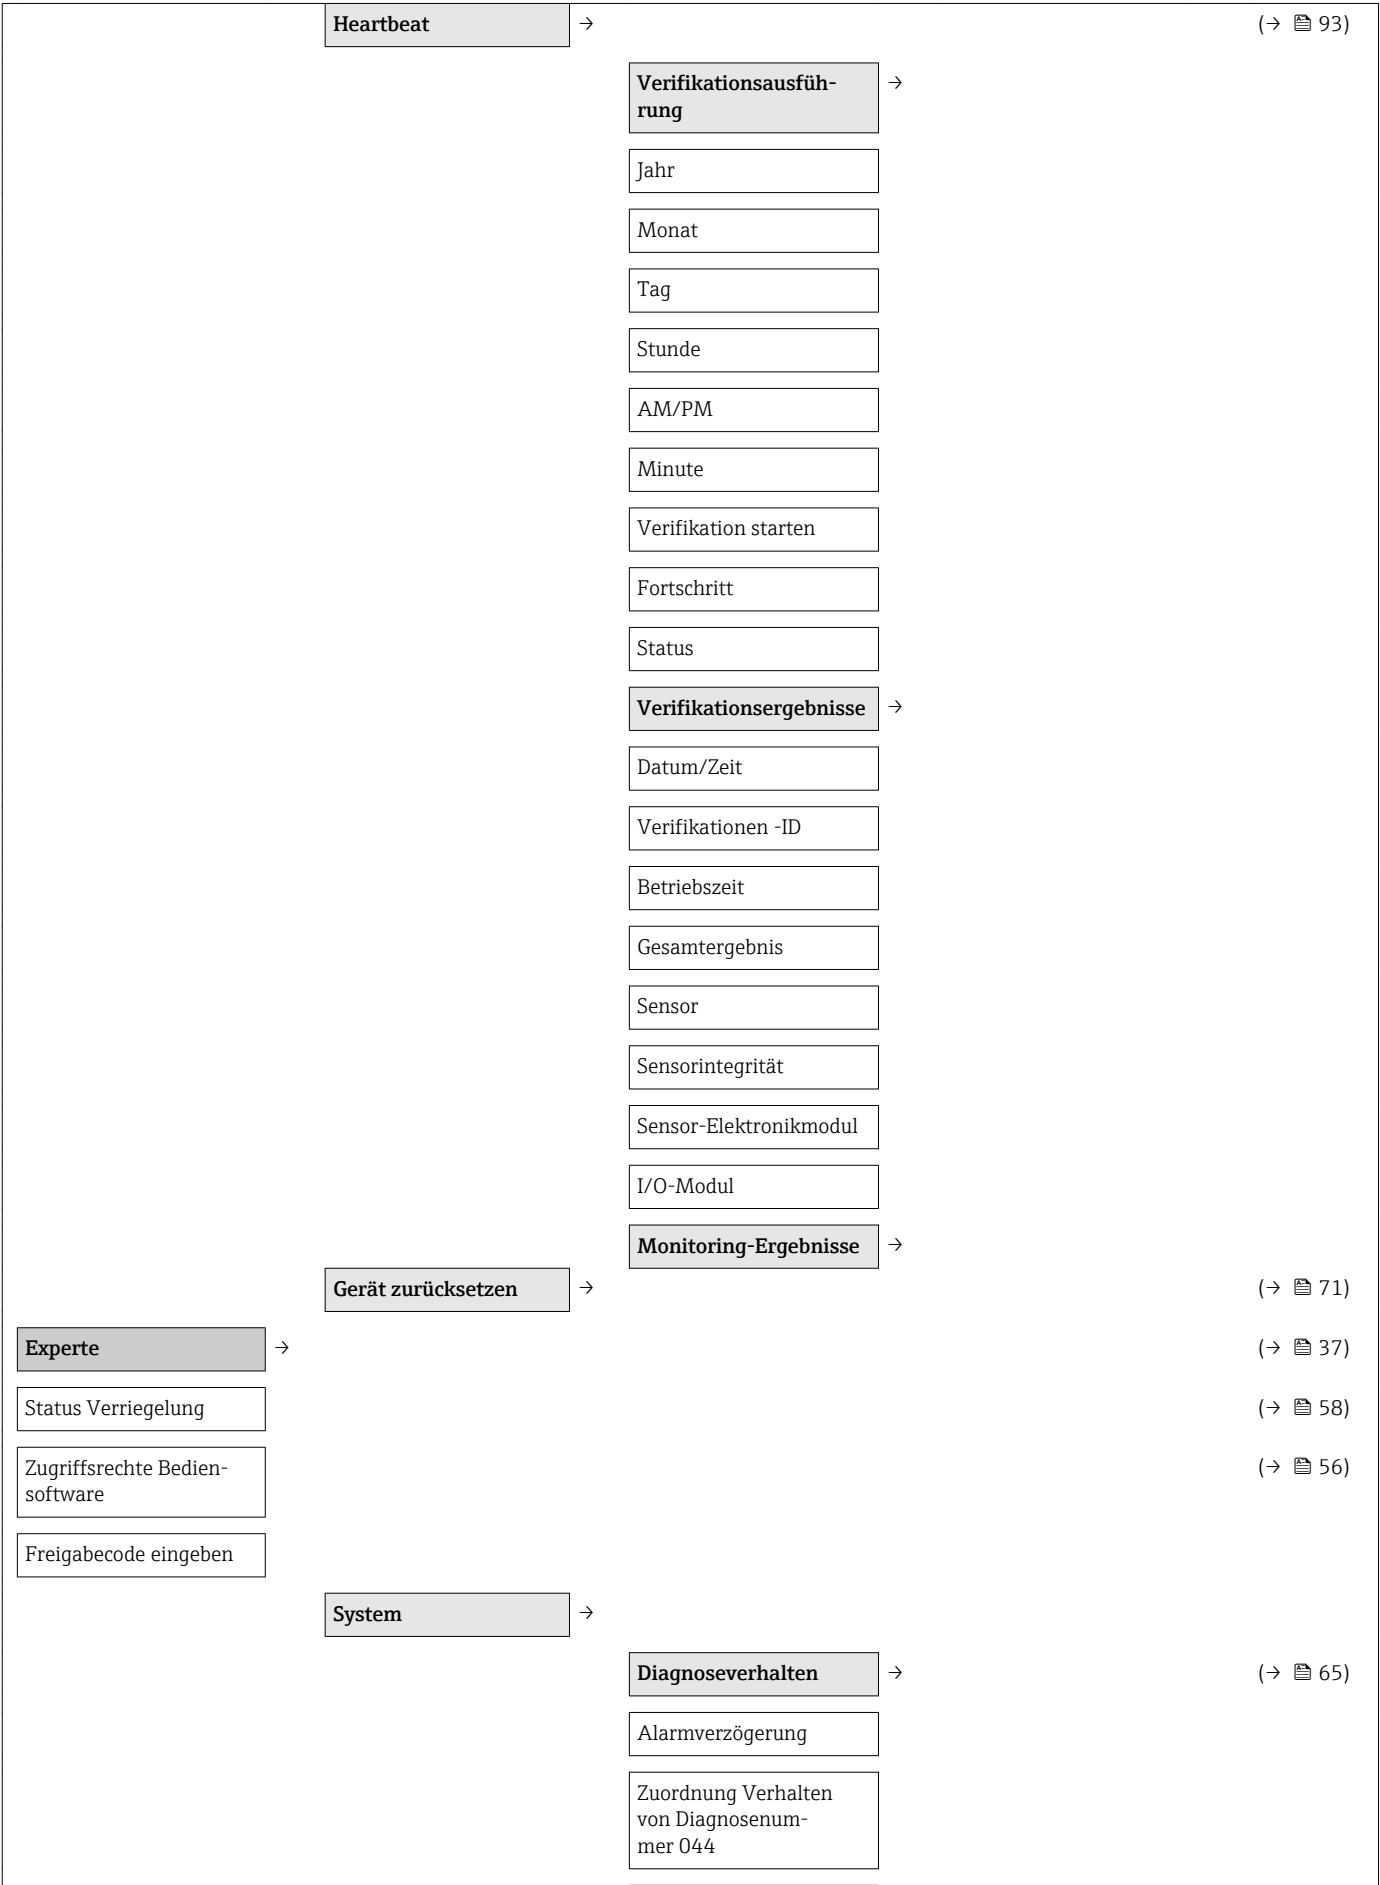 Heartbeat → (→ 93)
Verifikationsausfüh- →
rung
Jahr
Monat
Tag
Stunde
AM/PM
Minute
Verifikation starten
Fortschritt
Status
Verifikationsergebnisse →
Datum/Zeit
Verifikationen -ID
Betriebszeit
Gesamtergebnis
Sensor
Sensorintegrität
Sensor-Elektronikmodul
I/O-Modul
Monitoring-Ergebnisse →
Gerät zurücksetzen → (→ 71)
Experte → (→ 37)
Status Verriegelung (→ 58)
Zugriffsrechte Bedien- (→ 56)
software
Freigabecode eingeben
System →
Diagnoseverhalten → (→ 65)
Alarmverzögerung
Zuordnung Verhalten
von Diagnosenum-
mer 044